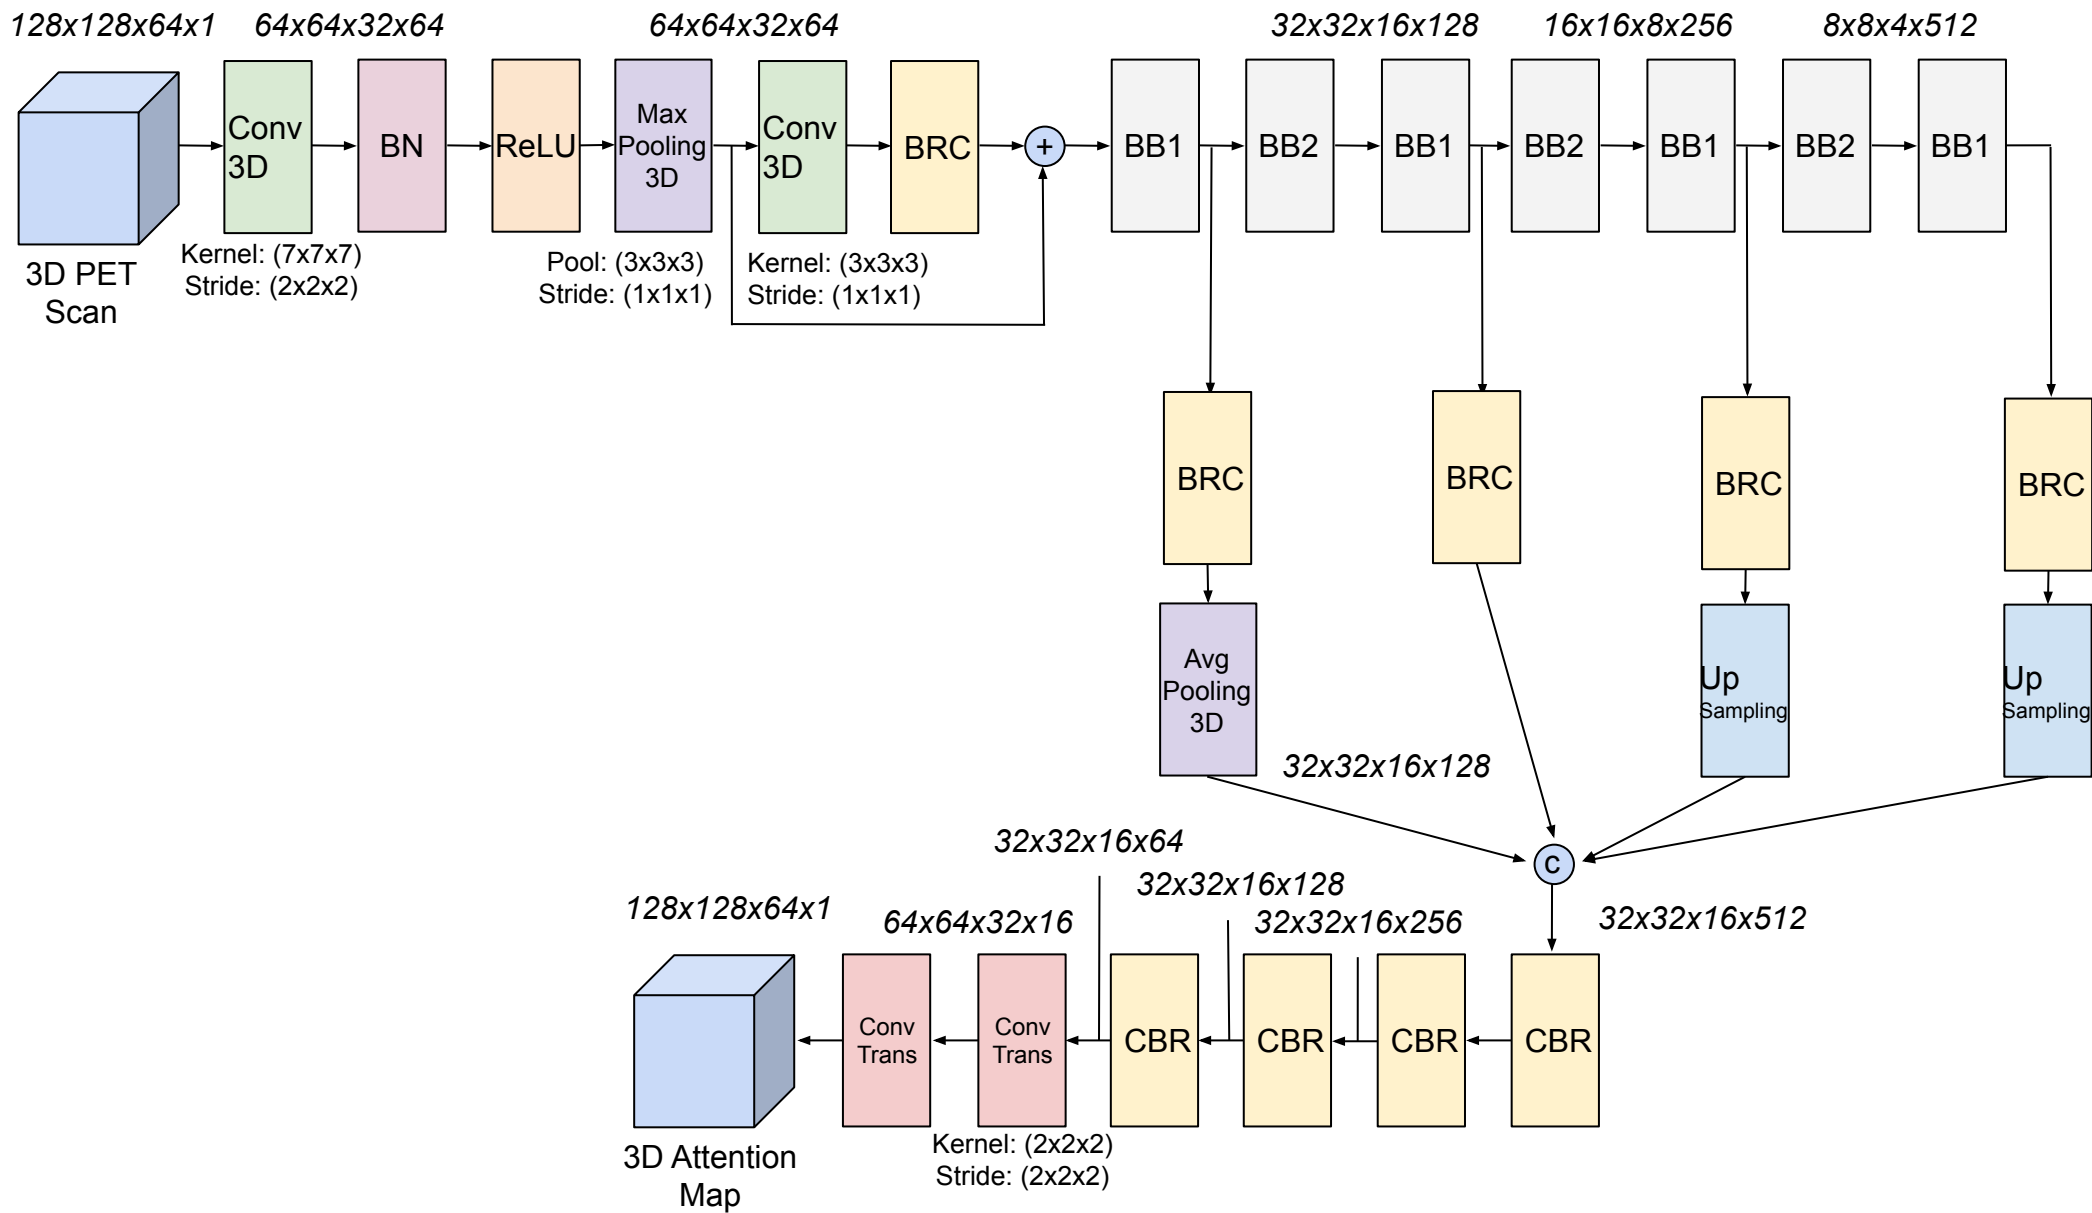 128x128x64x1
64x64x32x64
64x64x32x64
32x32x16x128
16x16x8x256
8x8x4x512
Conv
3D
BN
ReLU
Max
Pooling
3D
Conv
3D
BRC
+
BB1
BB2
BB1
BB2
BB1
BB2
BB1
3D PET
Scan
Kernel: (7x7x7)
Stride: (2x2x2)
Pool: (3x3x3)
Stride: (1x1x1)
Kernel: (3x3x3)
Stride: (1x1x1)
BRC
BRC
BRC
BRC
Avg
Pooling
3D
Up
Sampling
Up
Sampling
32x32x16x128
c
32x32x16x64
32x32x16x128
128x128x64x1
64x64x32x16
32x32x16x256
32x32x16x512
Conv
Trans
Conv
Trans
CBR
CBR
CBR
CBR
3D Attention
Map
Kernel: (2x2x2)
Stride: (2x2x2)